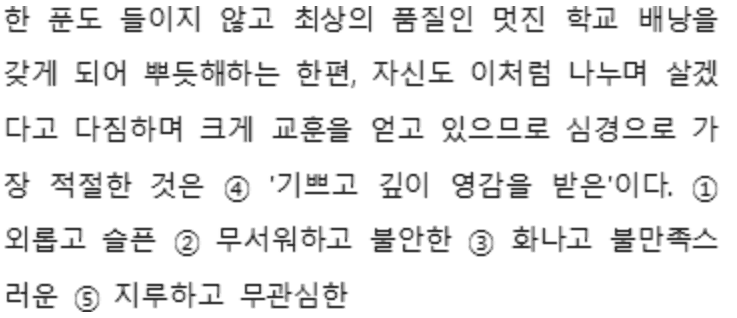 한 푼도 들이지 않고 최상의 품질인 멋진 학교 배낭을
갖게 되어 뿌듯해하는 한편, 자신도 이처럼 나누며 살겠
다고 다짐하며 크게 교훈을 얻고 있으므로 심경으로 가
장 적절한 것은 ④ '기쁘고 깊이 영감을 받은'이다. ①
외롭고 슬픈 ② 무서워하고 불안한 ③ 화나고 불만족스
러운 ⑤ 지루하고 무관심한